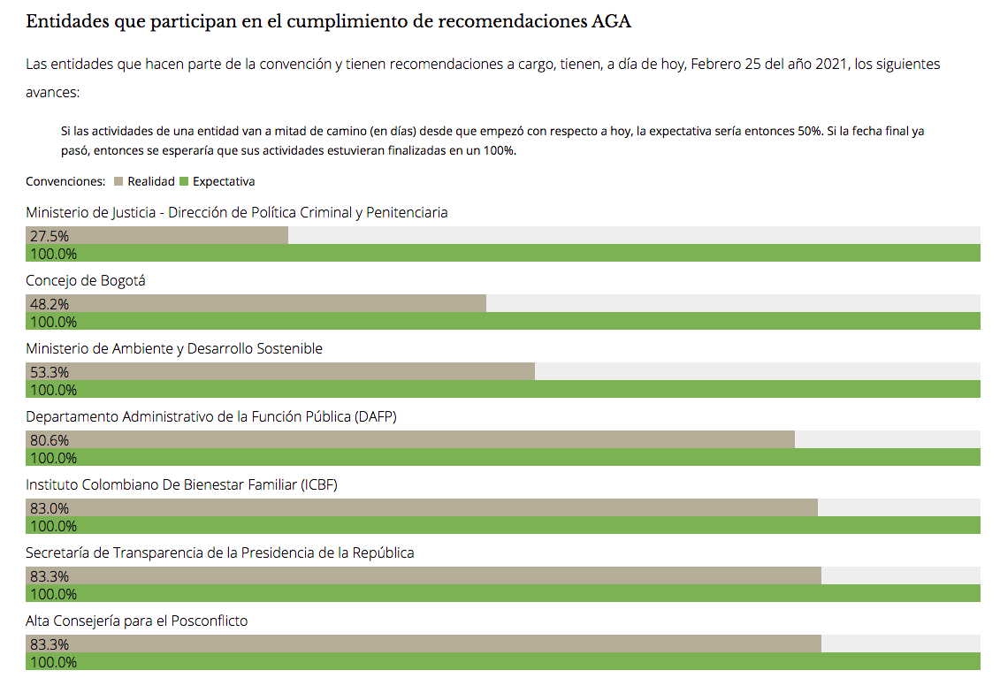 Entidades que participan en el cumplimiento de recomendaciones AGA
Las entidades que hacen parte de la convención y tienen recomendaciones a cargo, tienen, a día de hoy, Febrero 25 del año 2021, los siguientes
avances:
Si las actividades de una entidad van a mitad de camino (en días) desde que empezó con respecto a hoy, la expectativa sería entonces 50%. Si la fecha final ya
pasó, entonces se esperaría que sus actividades estuvieran finalizadas en un 100%.
Convenciones: Realidad Expectativa
Ministerio de Justicia - Dirección de Política Criminal y Penitenciaria
27.5%
100.0%
Concejo de Bogotá
48.2%
100.0%
Ministerio de Ambiente y Desarrollo Sostenible
53.3%
100.0%
Departamento Administrativo de la Función Pública (DAFP)
80.6%
100.0%
Instituto Colombiano De Bienestar Familiar (ICBF)
83.0%
100.0%
Secretaría de Transparencia de la Presidencia de la República
83.3%
100.0%
Alta Consejería para el Posconflicto
83.3%
100.0%